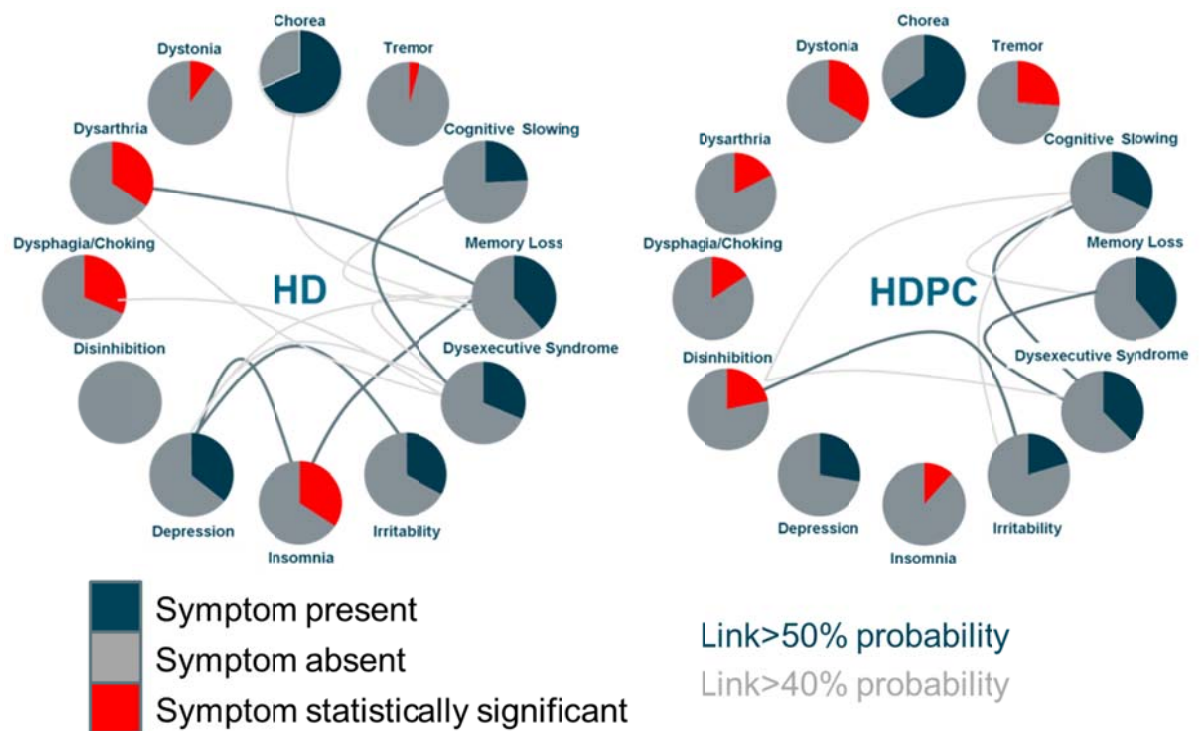 Chorea
Dystonia
Tremor
Dysarthria
Cognitive Slowing
Dysphagia/Choking
Memory Loss
HD
Disinhibition
Dysexecutive Syndrome
Depression
Irritability
Insomnia
Chorea
Dystonia
Tremor
Dysarthria
Cognitive Slowing
Dysphagia/Choking
Memory Loss
HDPC
Disinhibition
Dysexecutive Syndrome
Depression
Irritability
Insomnia
Symptom present
Symptom absent
Symptom statistically significant
Link>50% probability
Link>40% probability